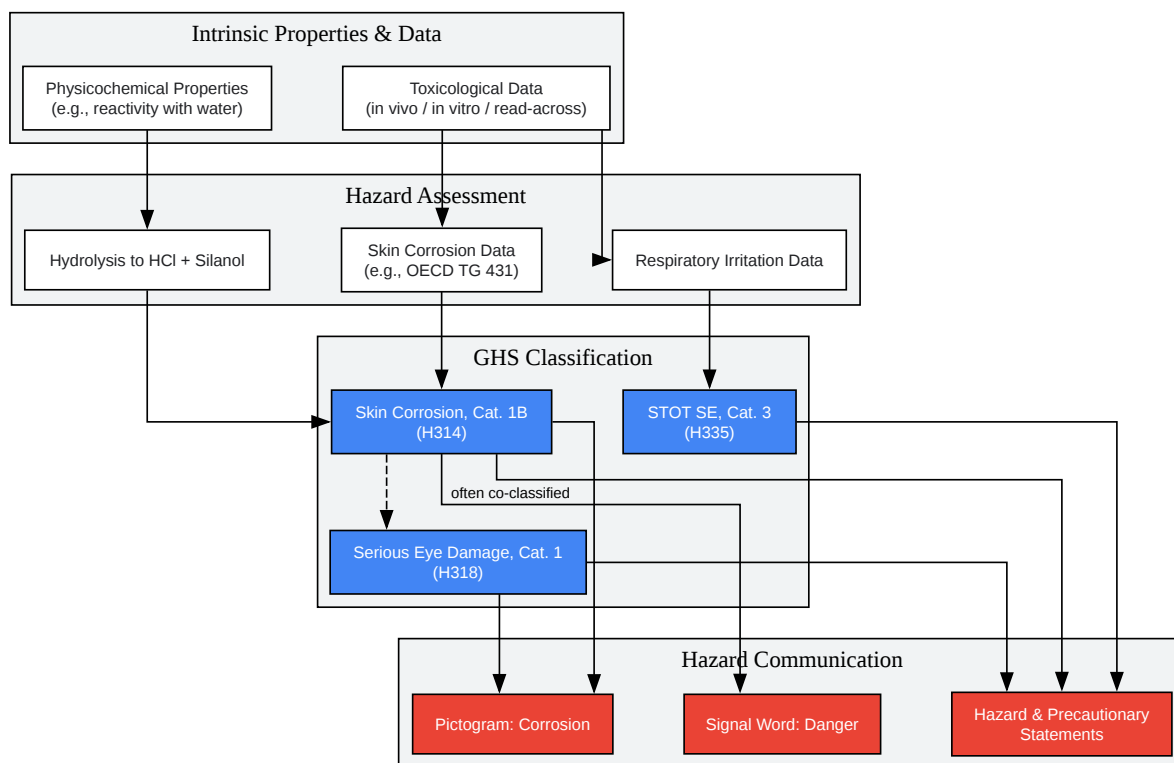 Intrinsic Properties & Data
Physicochemical Properties
(e.g., reactivity with water)
Toxicological Data
(in vivo / in vitro / read-across)
Hazard Assessment
Hydrolysis to HCl + Silanol
Skin Corrosion Data
(e.g., OECD TG 431)
Respiratory Irritation Data
GHS Classification
Skin Corrosion, Cat. 1B
(H314)
STOT SE, Cat. 3
(H335)
often co-classified
Serious Eye Damage, Cat. 1
(H318)
Hazard Communication
Pictogram: Corrosion
Signal Word: Danger
Hazard & Precautionary
Statements